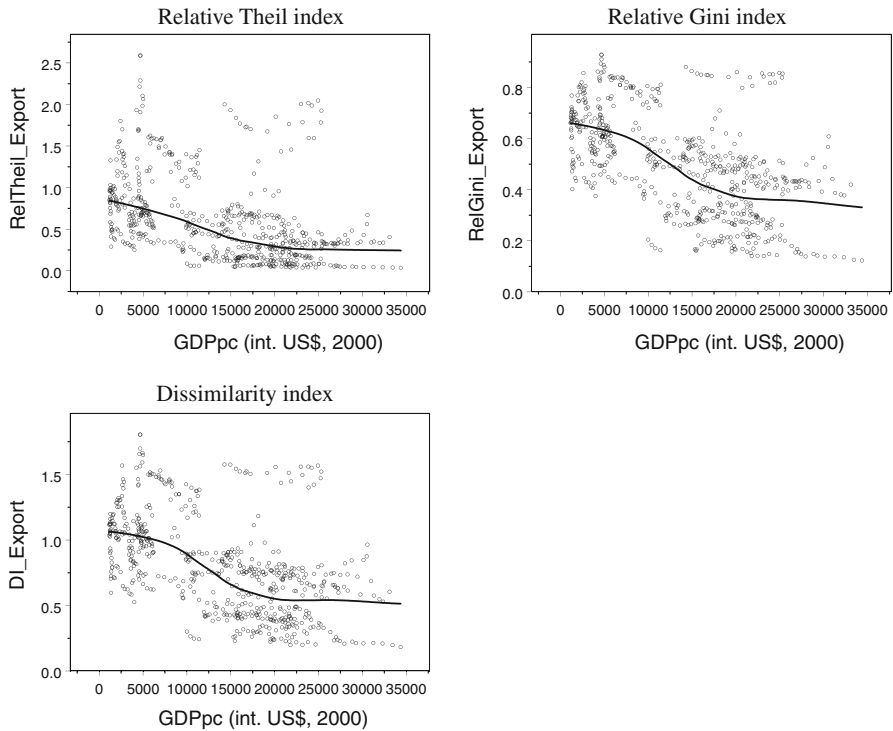 Relative Theil index
RelTheil_Export
2.5
2.0
1.5
1.0
0.5
0.0
0 5000 10000 15000 20000 25000 30000 35000
GDPpc (int. US$, 2000)
Relative Gini index
RelGini_Export
0.8
0.6
0.4
0.2
0.0
0 5000 10000 15000 20000 25000 30000 35000
GDPpc (int. US$, 2000)
Dissimilarity index
DI_Export
1.5
1.0
0.5
0.0
0 5000 10000 15000 20000 25000 30000 35000
GDPpc (int. US$, 2000)